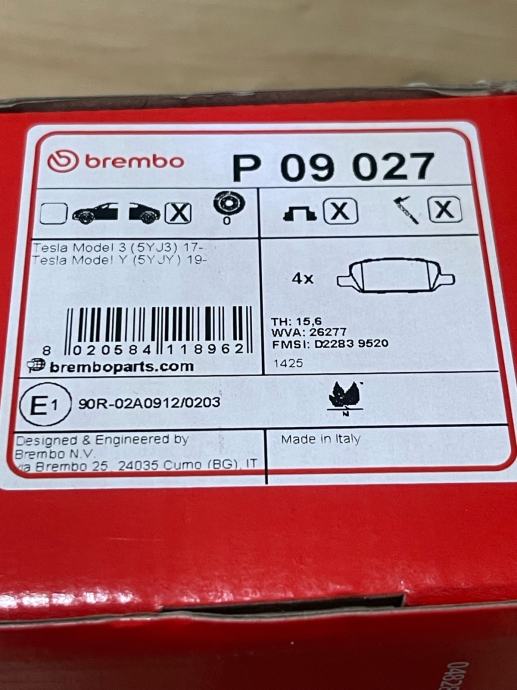 brembo
P 09 027
X
0
X
X
Tesla Model 3 (5YJ3) 17-
Tesla Model Y (5YJY) 19-
4x
TH: 15,6
WVA: 26277
FMSI: D2283 9520
1425
8 020584 118962
bremboparts.com
E1
90R-02A0912/0203
N
Designed & Engineered by
Brembo N.V.
via Brembo 25, 24035 Curno (BG), IT
Made in Italy